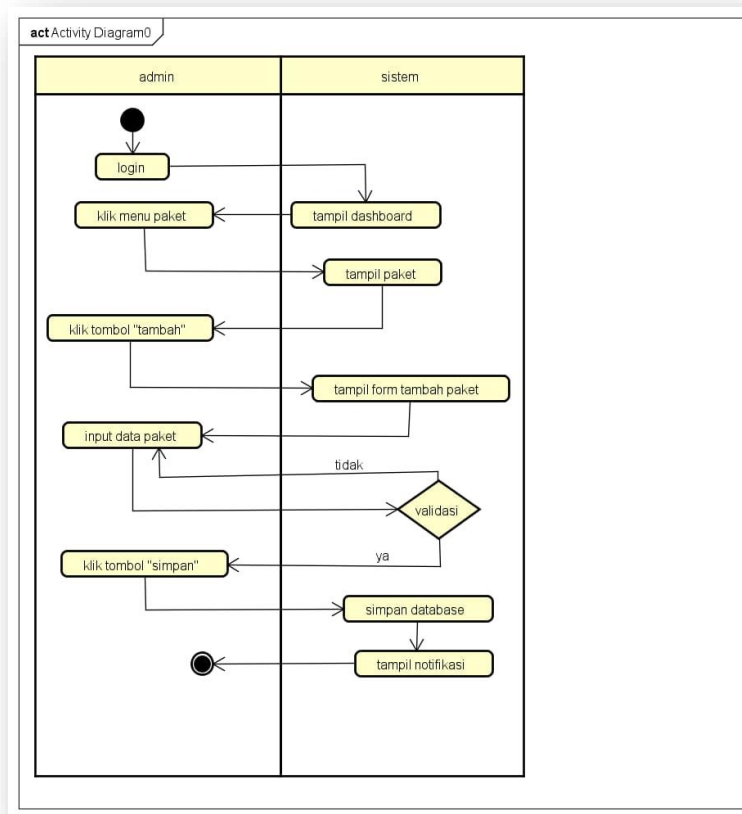 act Activity Diagram0
admin
sistem
login
klik menu paket
tampil dashboard
tampil paket
klik tombol "tambah"
tampil form tambah paket
input data paket
tidak
validasi
ya
klik tombol "simpan"
simpan database
tampil notifikasi